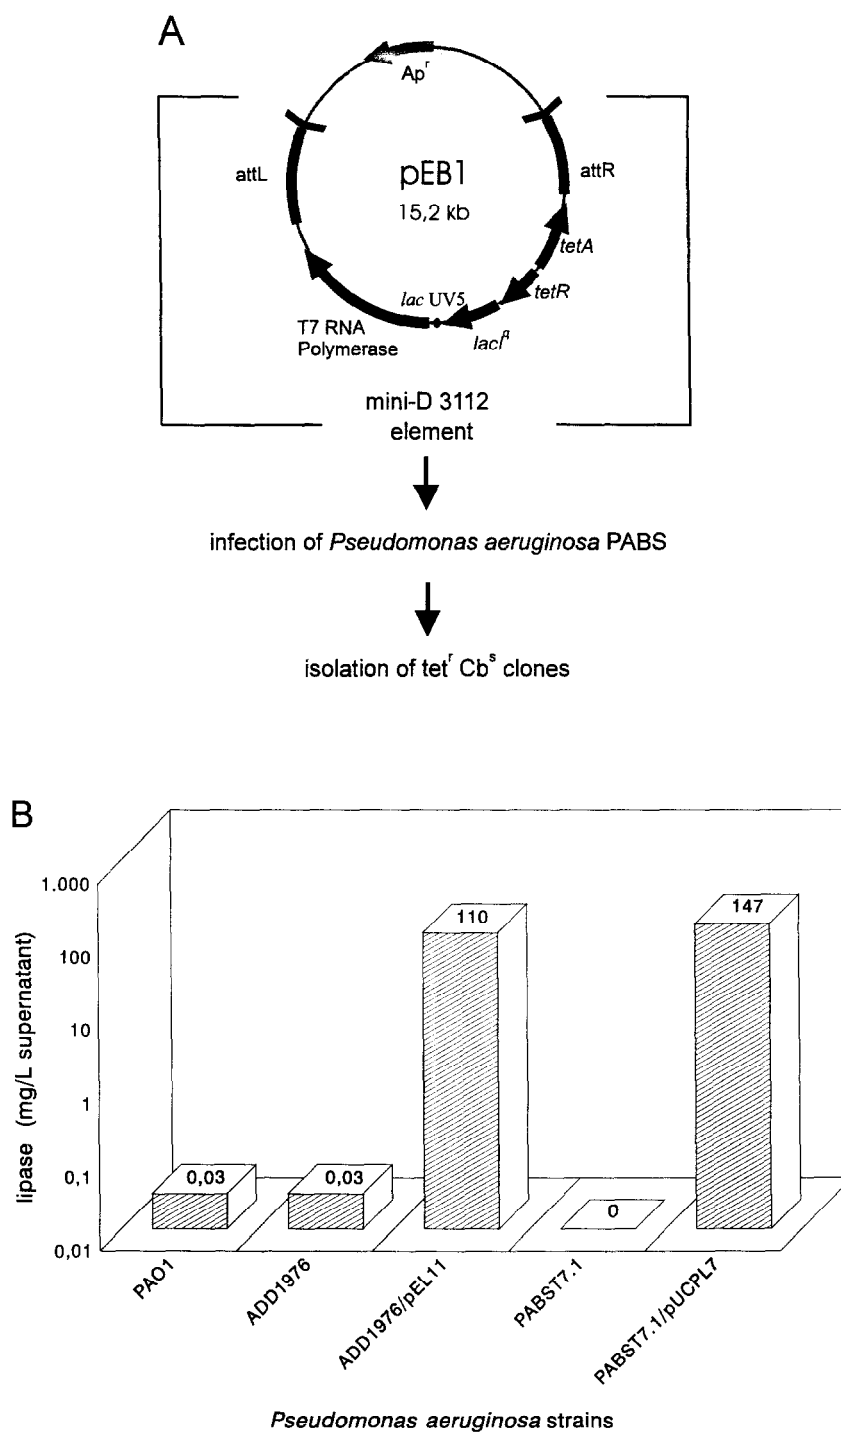 A
Ap^r
attL
pEB1
attR
15,2 kb
tetA
tetR
lac UV5
lacI^q
T7 RNA
Polymerase
mini-D 3112
element
infection of Pseudomonas aeruginosa PABS
isolation of tet^r Cb^s clones
B
lipase (mg/L supernatant)
1.000
100
10
1
0,1
0,01
0,03
0,03
110
0
147
PAO1
ADD1976
ADD1976/pEL11
PABST7.1
PABST7.1/pUCPL7
Pseudomonas aeruginosa strains